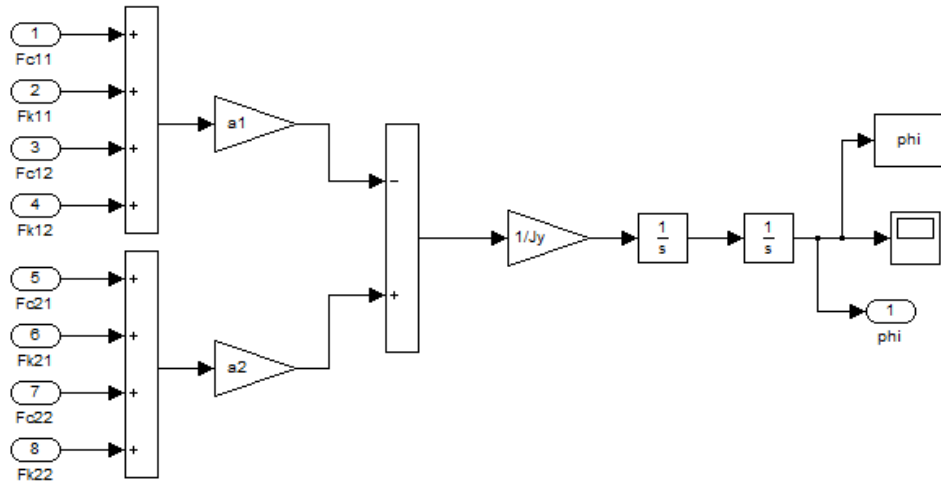 1
+
Fc11
2
+
Fk11
3
+
Fc12
4
+
Fk12
a1
−
5
+
Fc21
6
+
Fk21
7
+
Fc22
8
+
Fk22
a2
+
1/Jy
1
s
1
s
phi
1
phi